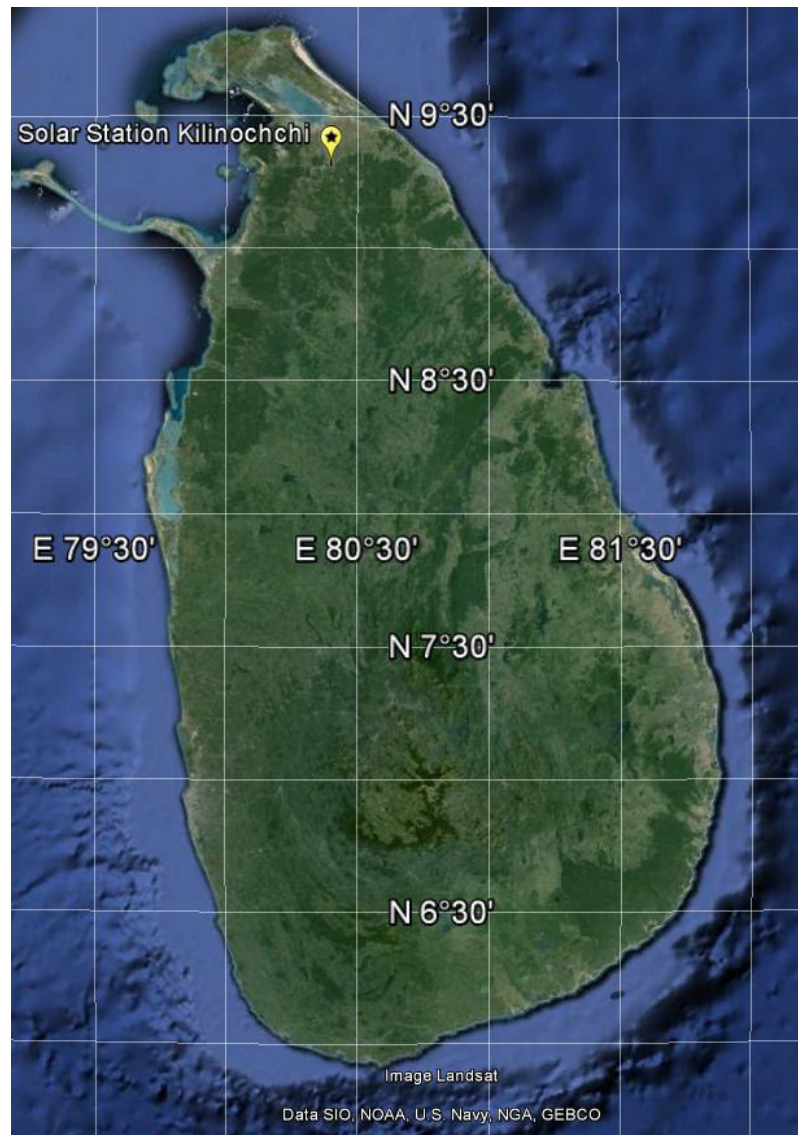 N 9°30'
Solar Station Kilinochchi
N 8°30'
E 79°30' E 80°30' E 81°30'
N 7°30'
N 6°30'
Image Landsat
Data SIO, NOAA, U.S. Navy, NGA, GEBCO